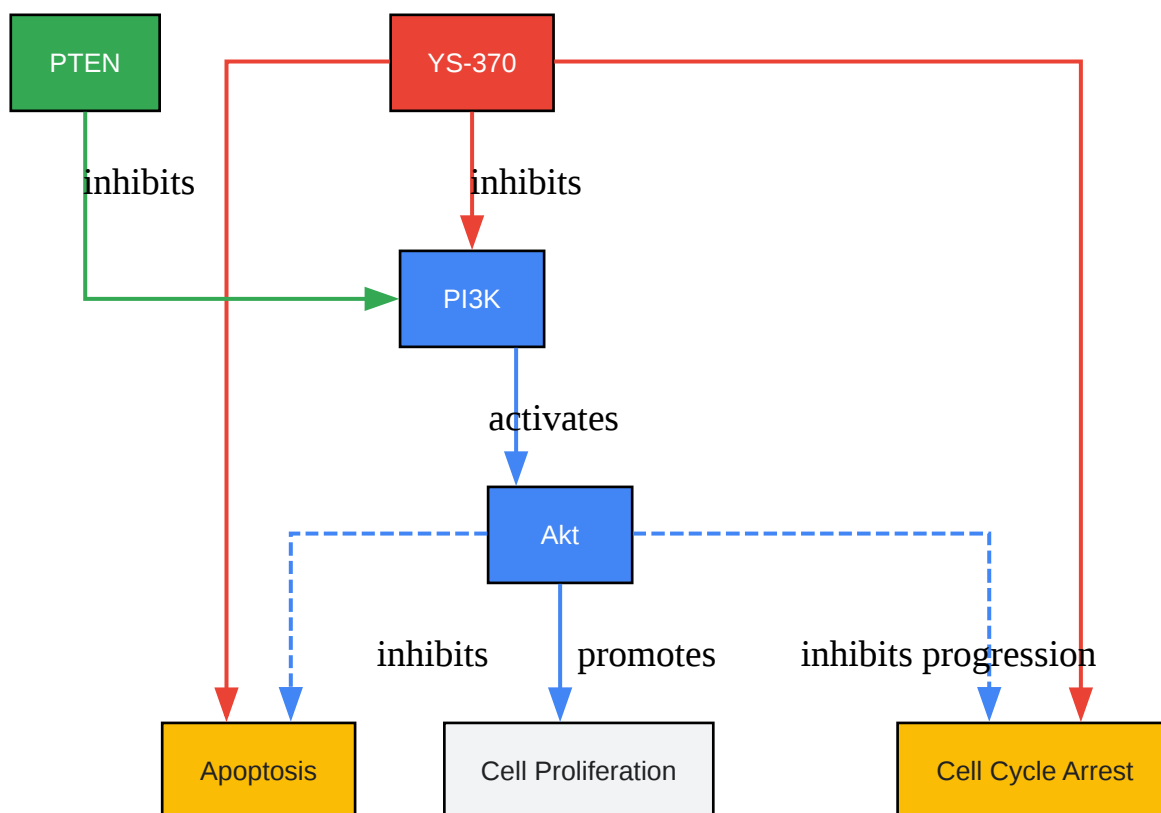 PTEN
YS-370
inhibits
inhibits
PI3K
activates
Akt
inhibits
promotes
inhibits progression
Apoptosis
Cell Proliferation
Cell Cycle Arrest